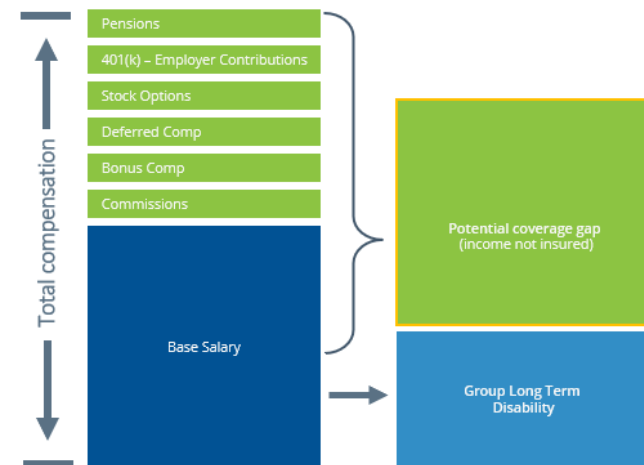 Total compensation
Pensions
401(k) – Employer Contributions
Stock Options
Deferred Comp
Bonus Comp
Commissions
Base Salary
Potential coverage gap
(income not insured)
Group Long Term
Disability